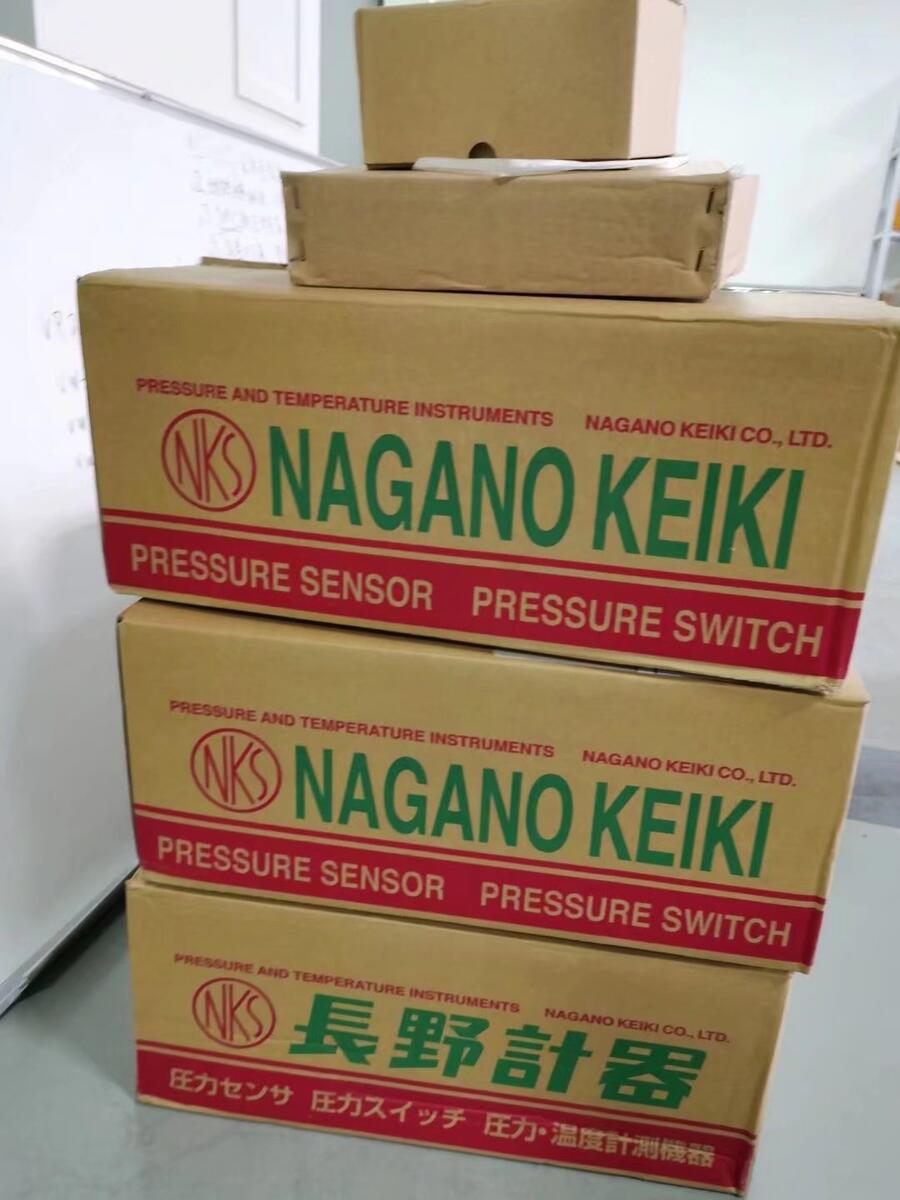 PRESSURE AND TEMPERATURE INSTRUMENTS NAGANO KEIKI CO., LTD.
NKS NAGANO KEIKI
PRESSURE SENSOR PRESSURE SWITCH
PRESSURE AND TEMPERATURE INSTRUMENTS NAGANO KEIKI CO., LTD.
NKS NAGANO KEIKI
PRESSURE SENSOR PRESSURE SWITCH
PRESSURE AND TEMPERATURE INSTRUMENTS NAGANO KEIKI CO., LTD.
NKS 長野計器
圧力センサ 圧力スイッチ 圧力・温度計測機器